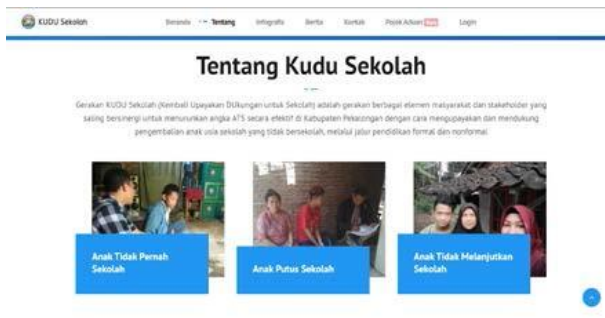 KUDU Sekolah
Beranda Tentang Infografis Berita Kontak Pojok Aduan Login
Tentang Kudu Sekolah
Gerakan KUDU Sekolah (Kembali Upayakan DUkungan untuk Sekolah) adalah gerakan berbagai elemen masyarakat dan stakeholder yang
saling bersinergi untuk menurunkan angka ATS secara efektif di Kabupaten Pekalongan dengan cara mengupayakan dan mendukung
pengembalian anak usia sekolah yang tidak bersekolah, melalui jalur pendidikan formal dan nonformal
Anak Tidak Pernah
Sekolah
Anak Putus Sekolah
Anak Tidak Melanjutkan
Sekolah